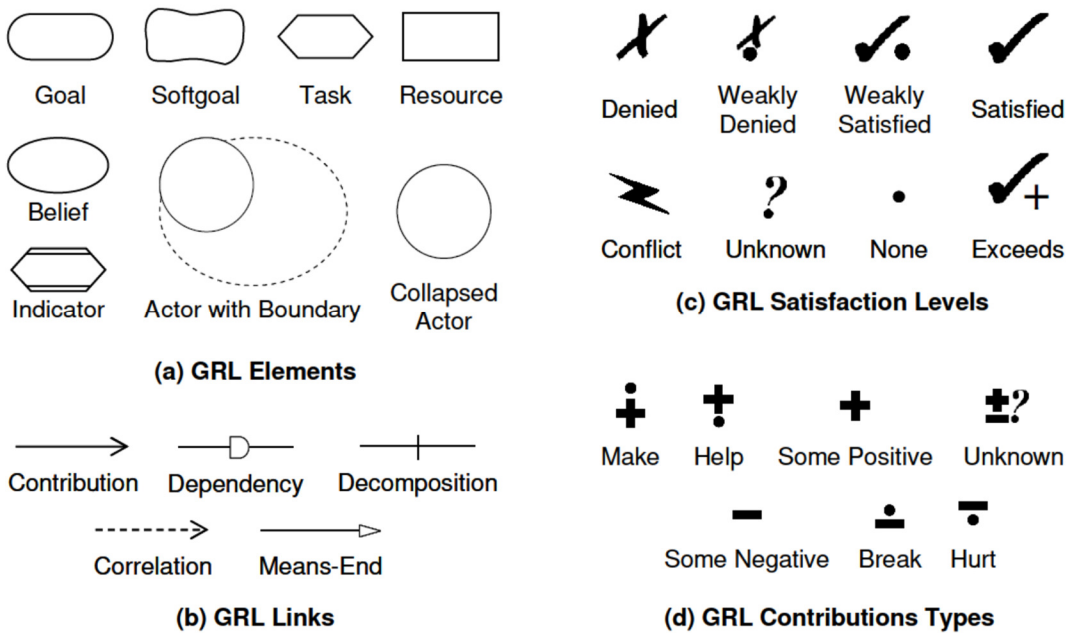 Goal Softgoal Task Resource
Belief
Indicator Actor with Boundary Collapsed
Actor
(a) GRL Elements
Contribution Dependency Decomposition
Correlation Means-End
(b) GRL Links
Denied Weakly
Denied Weakly
Satisfied Satisfied
Conflict ? Unknown None + Exceeds
(c) GRL Satisfaction Levels
Make Help Some Positive ? Unknown
Some Negative Break Hurt
(d) GRL Contributions Types